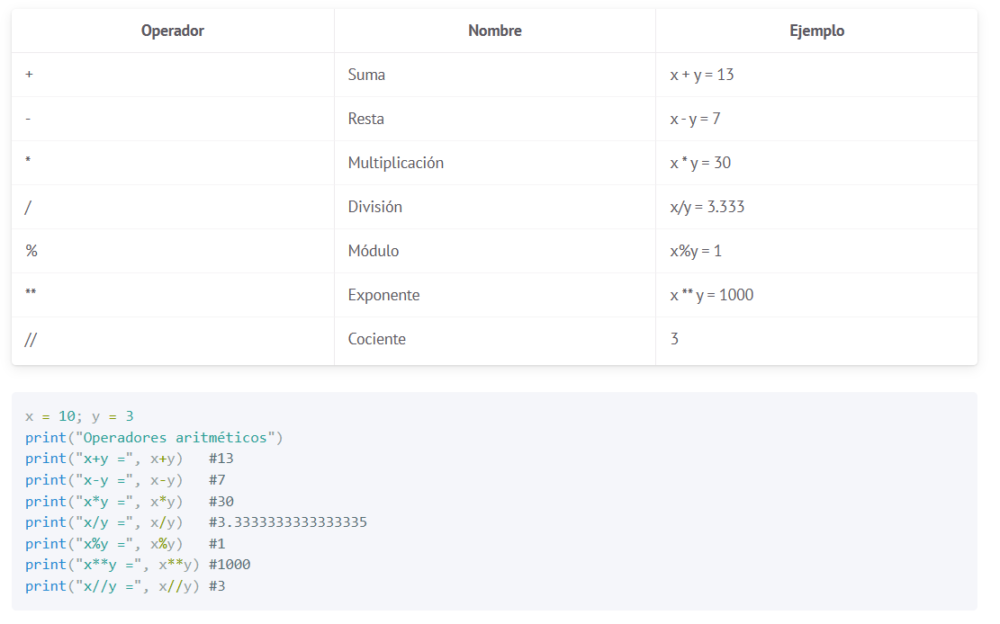 Operador Nombre Ejemplo
+ Suma x + y = 13
- Resta x - y = 7
* Multiplicación x * y = 30
/ División x/y = 3.333
% Módulo x%y = 1
** Exponente x ** y = 1000
// Cociente 3
x = 10; y = 3
print("Operadores aritméticos")
print("x+y =", x+y)   #13
print("x-y =", x-y)   #7
print("x*y =", x*y)   #30
print("x/y =", x/y)   #3.3333333333333335
print("x%y =", x%y)   #1
print("x**y =", x**y) #1000
print("x//y =", x//y) #3